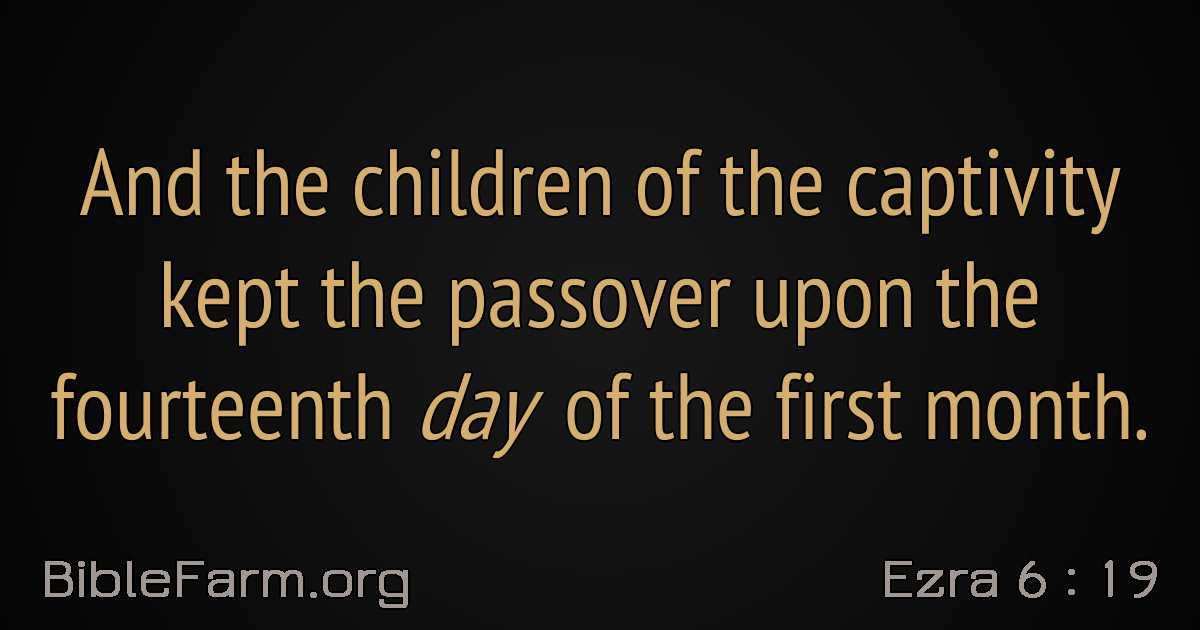 And the children of the captivity
kept the passover upon the
fourteenth day of the first month.
BibleFarm.org
Ezra 6 : 19